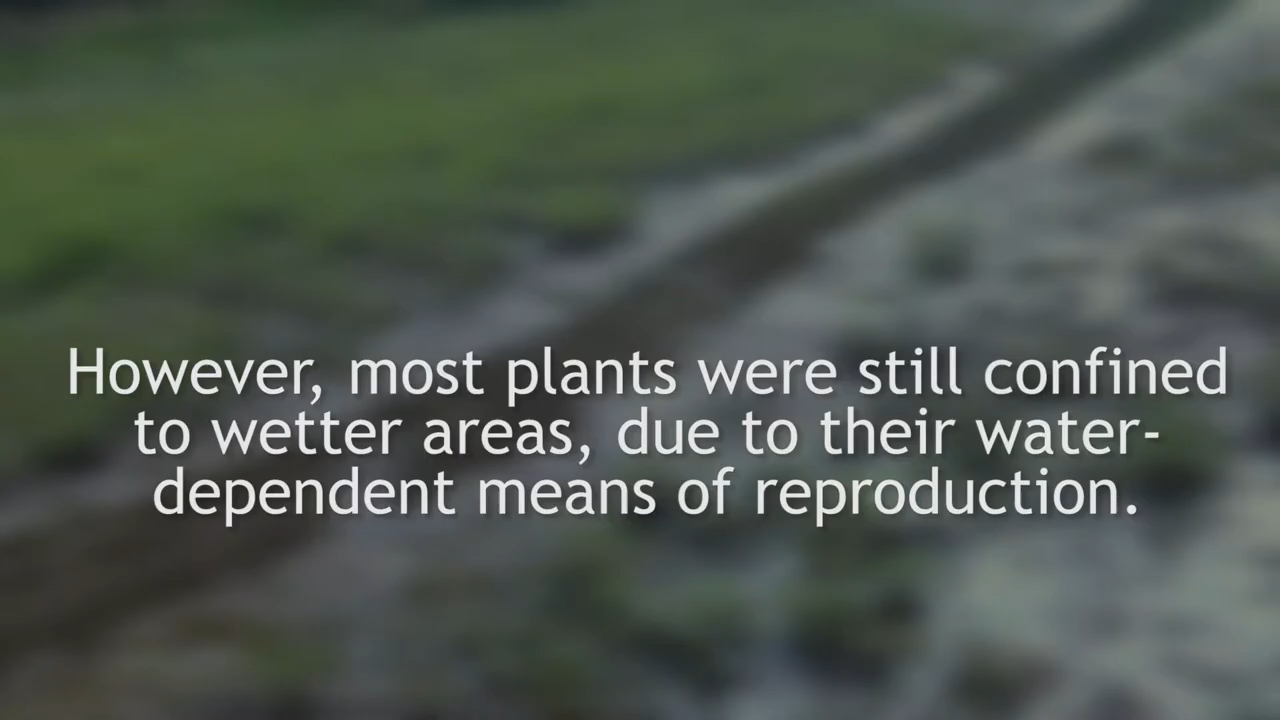 However, most plants were still confined
to wetter areas, due to their water-
dependent means of reproduction.